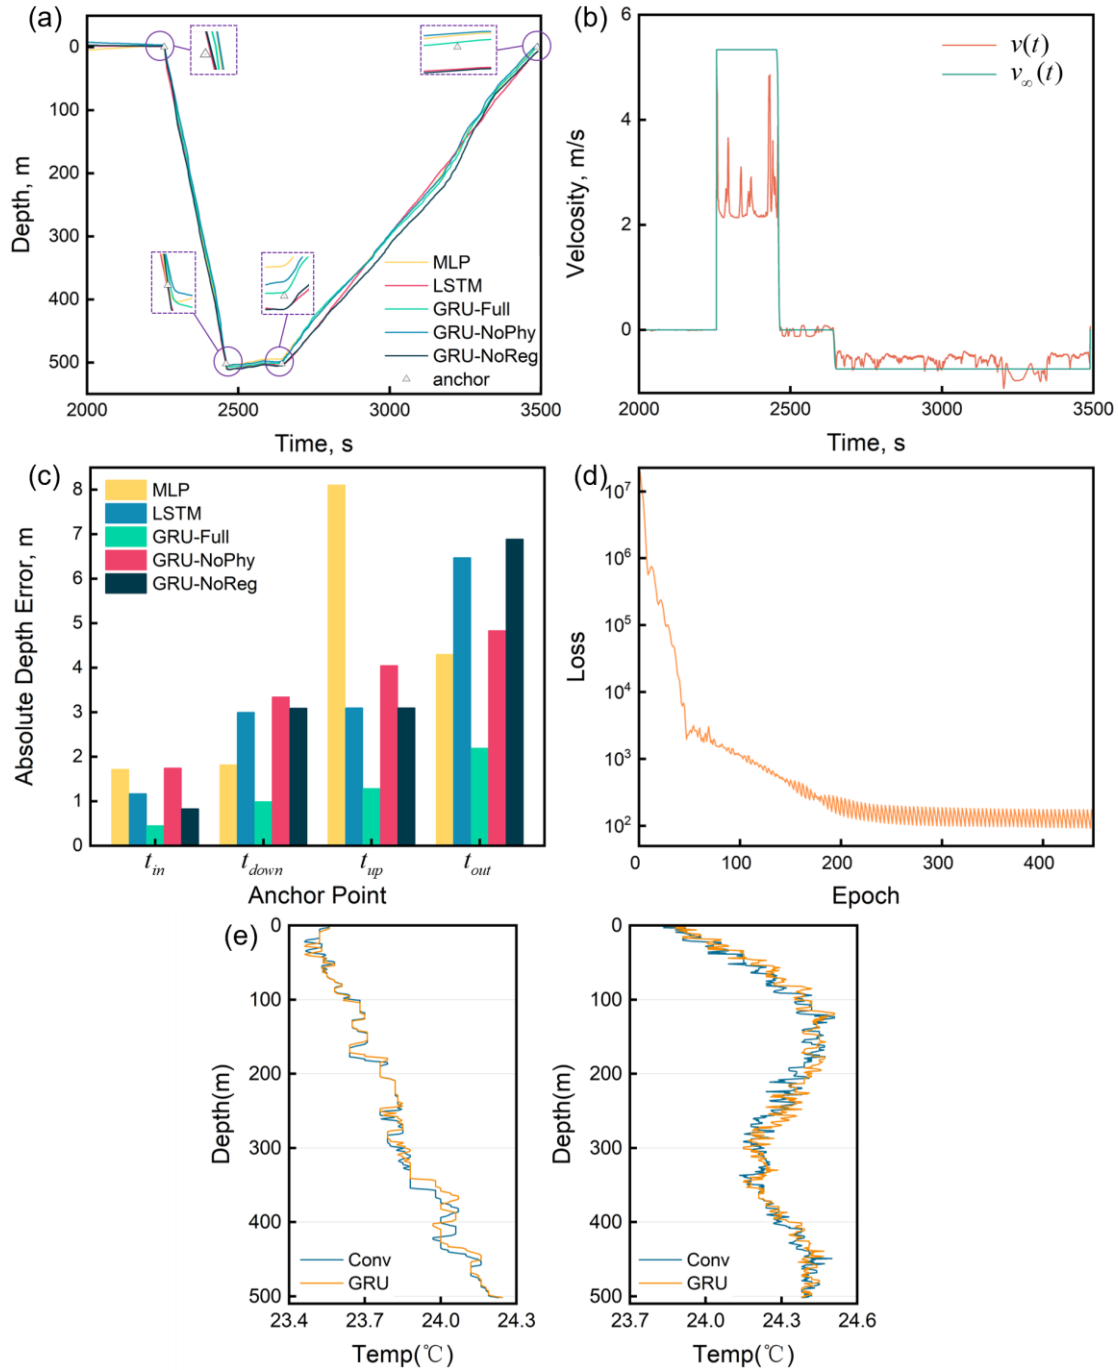 (a)
0
100
200
300
400
500
Depth, m
MLP
LSTM
GRU-Full
GRU-NoPhy
GRU-NoReg
anchor
2000
2500
3000
3500
Time, s
(b)
6
4
2
0
Velcosity, m/s
v(t)
v∞(t)
2000
2500
3000
3500
Time, s
(c)
8
7
6
5
4
3
2
1
0
Absolute Depth Error, m
MLP
LSTM
GRU-Full
GRU-NoPhy
GRU-NoReg
t_in
t_down
t_up
t_out
Anchor Point
(d)
10^7
10^6
10^5
10^4
10^3
10^2
Loss
0
100
200
300
400
Epoch
(e)
0
100
200
300
400
500
Depth(m)
Conv
GRU
23.4
23.7
24.0
24.3
Temp(℃)
0
100
200
300
400
500
Depth(m)
Conv
GRU
23.7
24.0
24.3
24.6
Temp(℃)